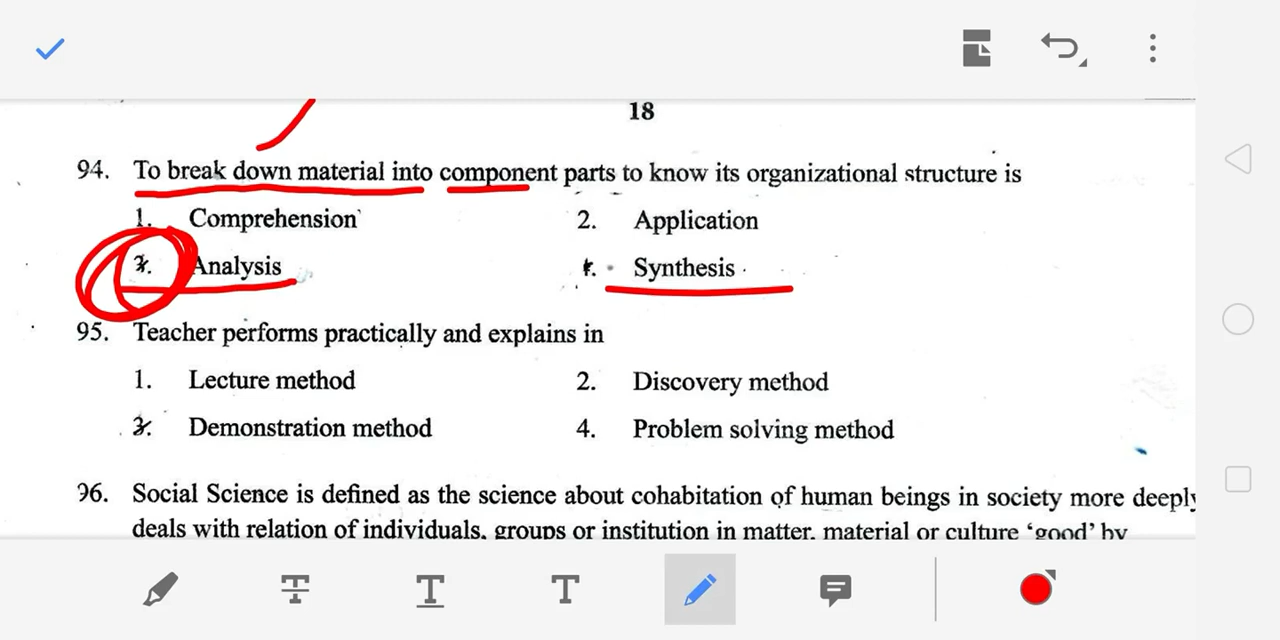 18
94. To break down material into component parts to know its organizational structure is
1. Comprehension 2. Application
3. Analysis 4. Synthesis
95. Teacher performs practically and explains in
1. Lecture method 2. Discovery method
3. Demonstration method 4. Problem solving method
96. Social Science is defined as the science about cohabitation of human beings in society more deeply
deals with relation of individuals, groups or institution in matter, material or culture ‘good’ by